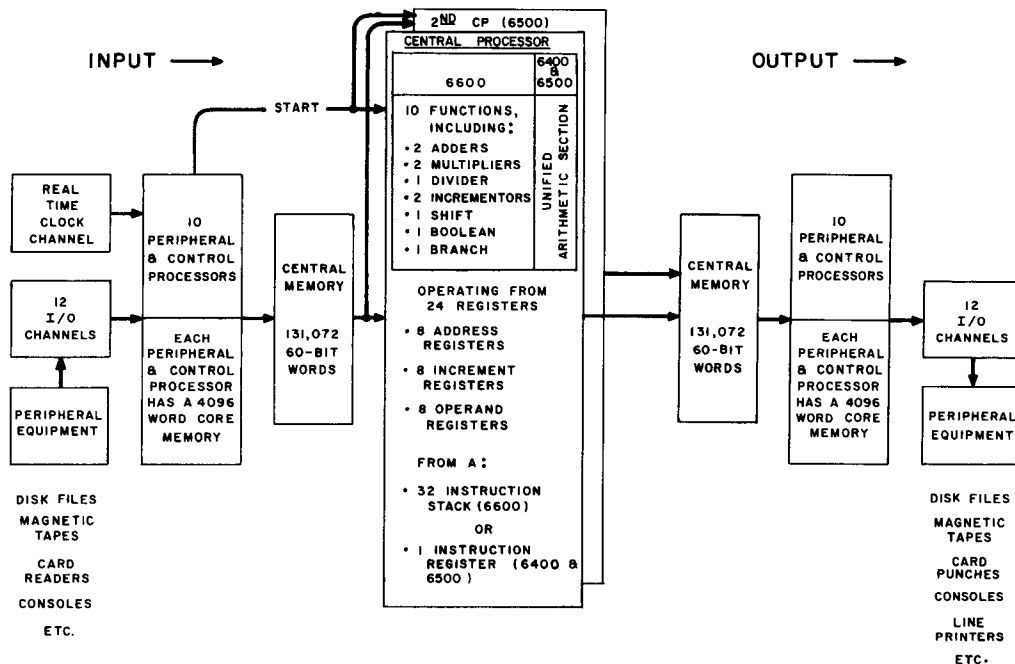 INPUT
REAL
TIME
CLOCK
CHANNEL
12
I/O
CHANNELS
PERIPHERAL
EQUIPMENT
DISK FILES
MAGNETIC
TAPES
CARD
READERS
CONSOLES
ETC.
10
PERIPHERAL
& CONTROL
PROCESSORS
EACH
PERIPHERAL
& CONTROL
PROCESSOR
HAS A 4096
WORD CORE
MEMORY
START
CENTRAL
MEMORY
131,072
60-BIT
WORDS
2ND CP (6500)
CENTRAL PROCESSOR
6600
6400
&
6500
10 FUNCTIONS,
INCLUDING:
• 2 ADDERS
• 2 MULTIPLIERS
• 1 DIVIDER
• 2 INCREMENTORS
• 1 SHIFT
• 1 BOOLEAN
• 1 BRANCH
UNIFIED
ARITHMETIC SECTION
OPERATING FROM
24 REGISTERS
• 8 ADDRESS
REGISTERS
• 8 INCREMENT
REGISTERS
• 8 OPERAND
REGISTERS
FROM A:
• 32 INSTRUCTION
STACK (6600)
OR
• 1 INSTRUCTION
REGISTER (6400 &
6500)
OUTPUT
CENTRAL
MEMORY
131,072
60-BIT
WORDS
10
PERIPHERAL
& CONTROL
PROCESSORS
EACH
PERIPHERAL
& CONTROL
PROCESSOR
HAS A 4096
WORD CORE
MEMORY
12
I/O
CHANNELS
PERIPHERAL
EQUIPMENT
DISK FILES
MAGNETIC
TAPES
CARD
PUNCHES
CONSOLES
LINE
PRINTERS
ETC.